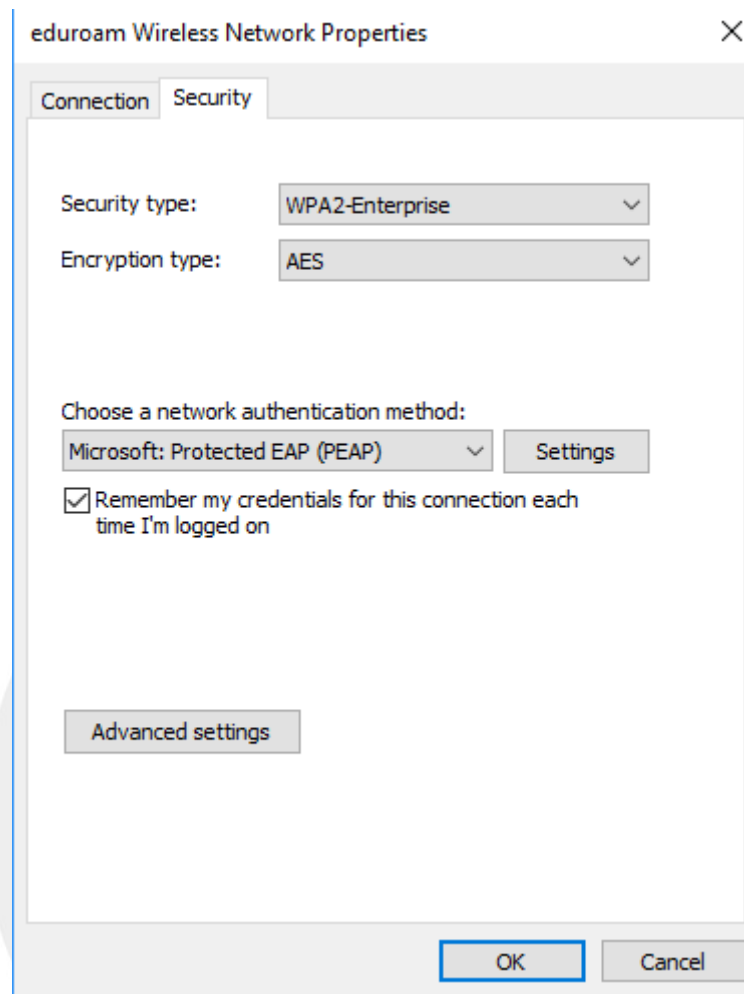 eduroam Wireless Network Properties
Connection Security
Security type: WPA2-Enterprise
Encryption type: AES
Choose a network authentication method:
Microsoft: Protected EAP (PEAP) Settings
Remember my credentials for this connection each
time I'm logged on
Advanced settings
OK Cancel